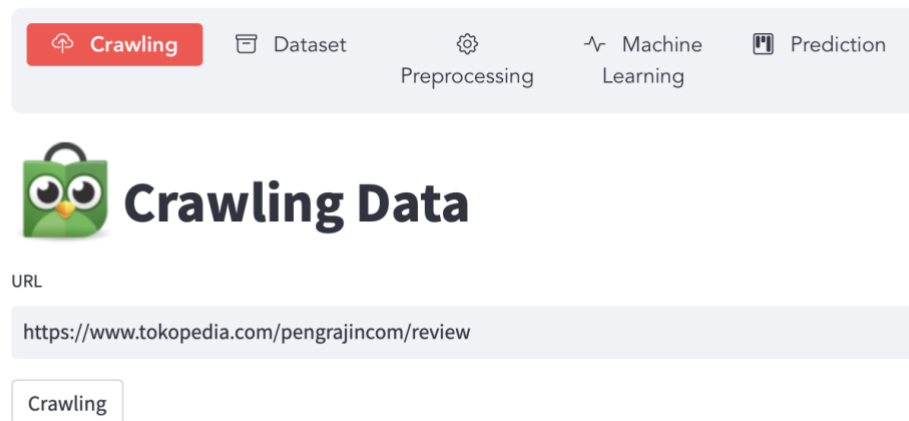 Crawling
Dataset
Preprocessing
Machine
Learning
Prediction
Crawling Data
URL
https://www.tokopedia.com/pengrajincom/review
Crawling